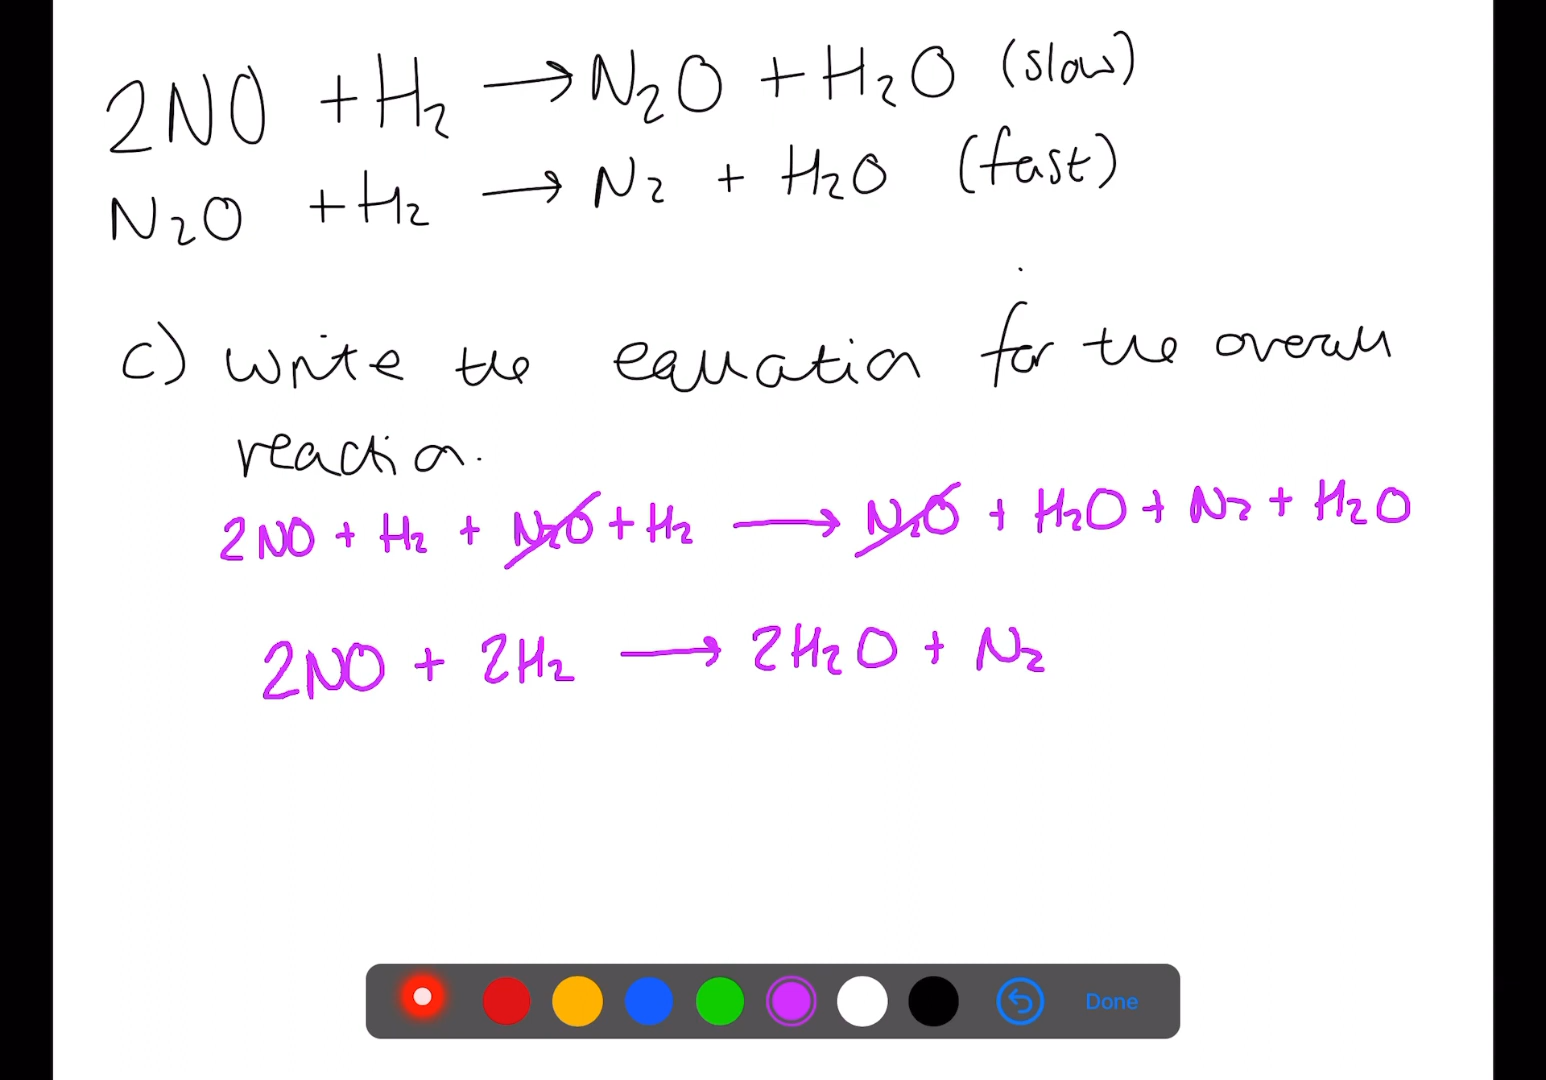 2NO + H₂ → N₂O + H₂O (slow)
N₂O + H₂ → N₂ + H₂O (fast)
c) Write the equation for the overall
reaction.
2NO + H₂ + N₂O + H₂ → N₂O + H₂O + N₂ + H₂O
2NO + 2H₂ → 2H₂O + N₂
Done